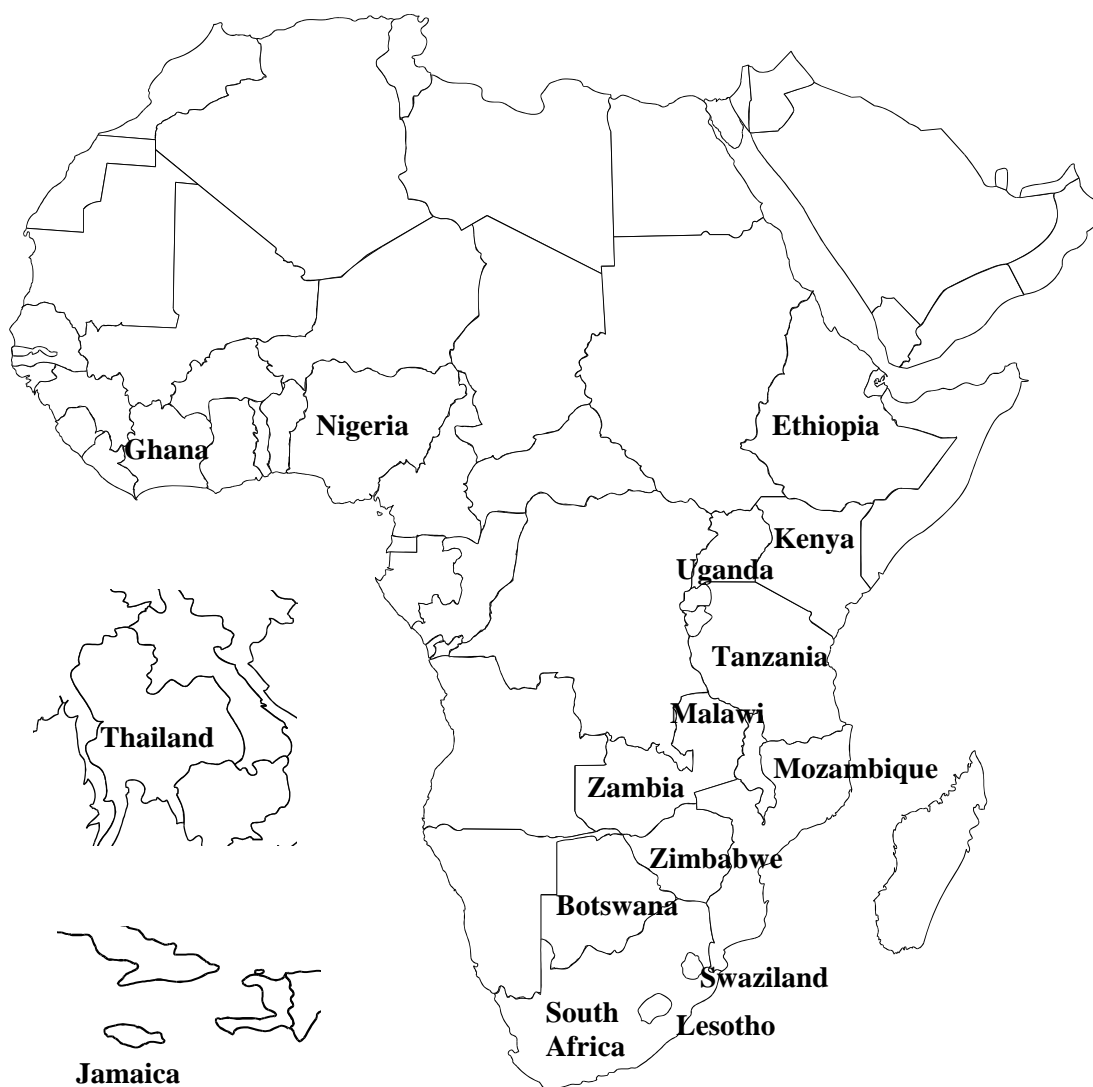 Nigeria
Ethiopia
Ghana
Kenya
Uganda
Tanzania
Malawi
Thailand
Mozambique
Zambia
Zimbabwe
Botswana
Swaziland
South
Africa
Lesotho
Jamaica